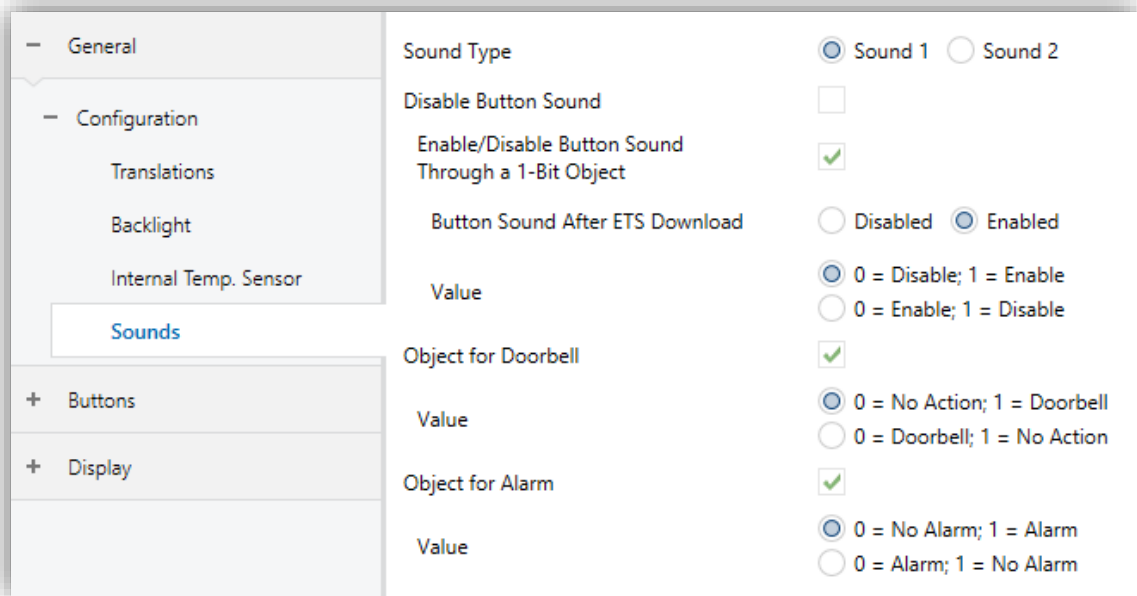 General
Configuration
Translations
Backlight
Internal Temp. Sensor
Sounds
Buttons
Display
Sound Type
Sound 1 Sound 2
Disable Button Sound
Enable/Disable Button Sound
Through a 1-Bit Object
Button Sound After ETS Download
Disabled Enabled
Value
0 = Disable; 1 = Enable
0 = Enable; 1 = Disable
Object for Doorbell
Value
0 = No Action; 1 = Doorbell
0 = Doorbell; 1 = No Action
Object for Alarm
Value
0 = No Alarm; 1 = Alarm
0 = Alarm; 1 = No Alarm